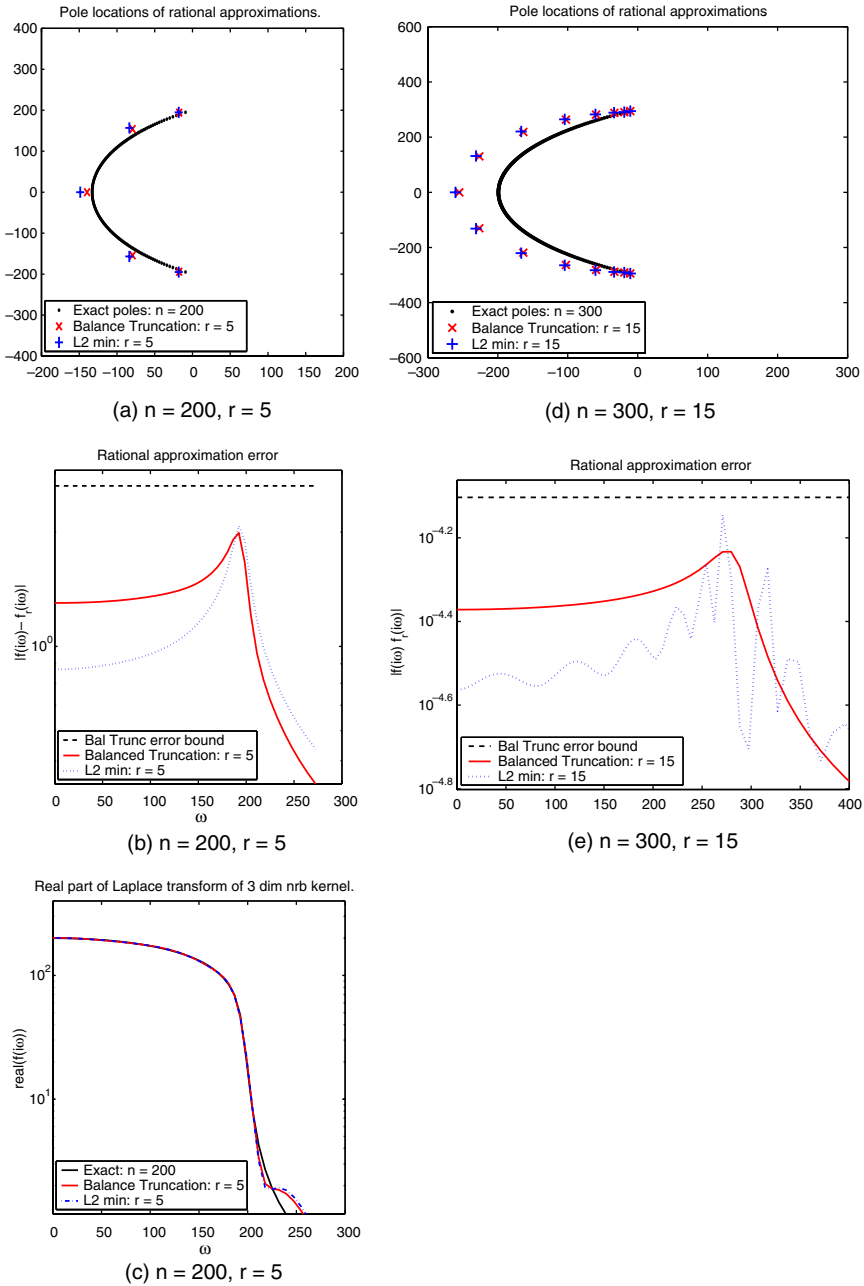 Pole locations of rational approximations.
400
300
200
100
0
−100
−200
−300
−400
Exact poles: n = 200
Balance Truncation: r = 5
L2 min: r = 5
−200 −150 −100 −50 0 50 100 150 200
(a) n = 200, r = 5
Pole locations of rational approximations
600
400
200
0
−200
−400
−600
Exact poles: n = 300
Balance Truncation: r = 15
L2 min: r = 15
−300 −200 −100 0 100 200 300
(d) n = 300, r = 15
Rational approximation error
|f(iω)− f_r(iω)|
10^0
Bal Trunc error bound
Balanced Truncation: r = 5
L2 min: r = 5
0 50 100 150 200 250 300
ω
(b) n = 200, r = 5
Rational approximation error
|f(iω) f_r(iω)|
10^−4.2
10^−4.4
10^−4.6
10^−4.8
Bal Trunc error bound
Balanced Truncation: r = 15
L2 min: r = 15
0 50 100 150 200 250 300 350 400
(e) n = 300, r = 15
Real part of Laplace transform of 3 dim nrb kernel.
real(f(iω))
10^2
10^1
Exact: n = 200
Balance Truncation: r = 5
L2 min: r = 5
0 50 100 150 200 250 300
ω
(c) n = 200, r = 5